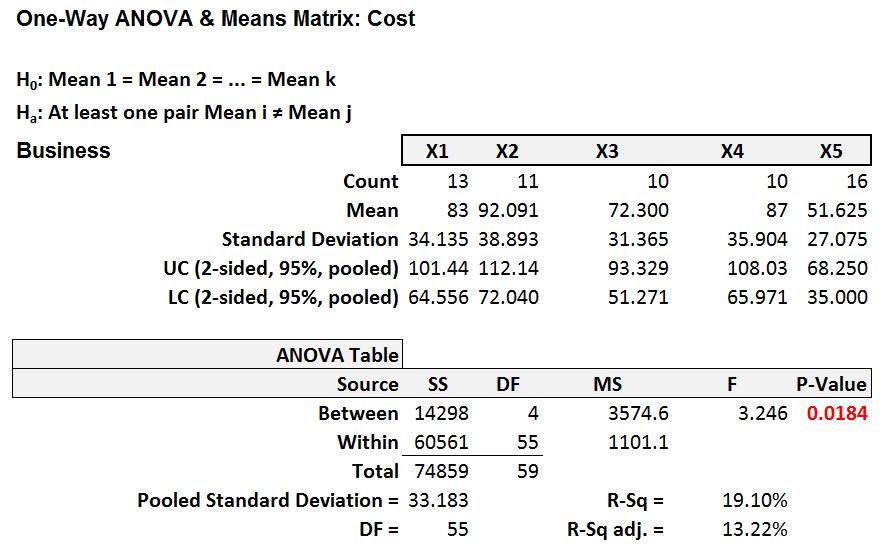 One-Way ANOVA & Means Matrix: Cost
H0: Mean 1 = Mean 2 = ... = Mean k
Ha: At least one pair Mean i ≠ Mean j
Business X1 X2 X3 X4 X5
Count 13 11 10 10 16
Mean 83 92.091 72.300 87 51.625
Standard Deviation 34.135 38.893 31.365 35.904 27.075
UC (2-sided, 95%, pooled) 101.44 112.14 93.329 108.03 68.250
LC (2-sided, 95%, pooled) 64.556 72.040 51.271 65.971 35.000
ANOVA Table
Source SS DF MS F P-Value
Between 14298 4 3574.6 3.246 0.0184
Within 60561 55 1101.1
Total 74859 59
Pooled Standard Deviation = 33.183 R-Sq = 19.10%
DF = 55 R-Sq adj. = 13.22%